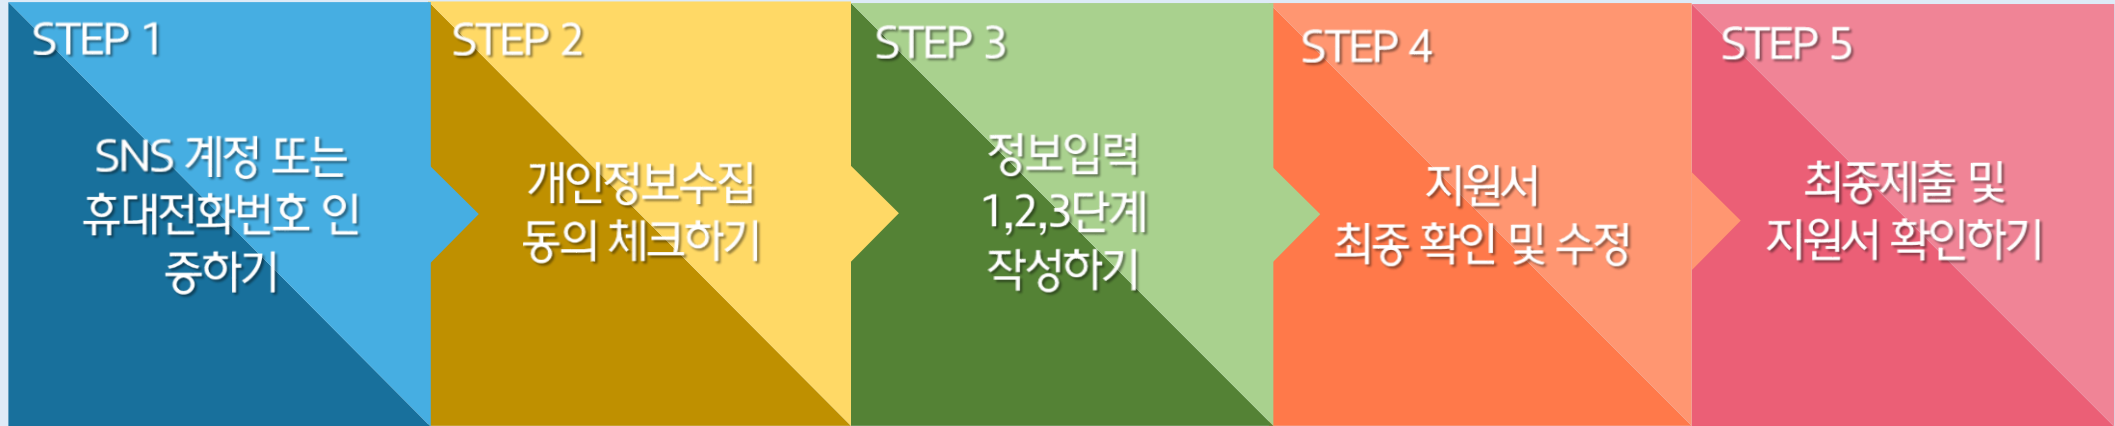 STEP 1
SNS 계정 또는
휴대전화번호 인
증하기
STEP 2
개인정보수집
동의 체크하기
STEP 3
정보입력
1,2,3단계
작성하기
STEP 4
지원서
최종 확인 및 수정
STEP 5
최종제출 및
지원서 확인하기